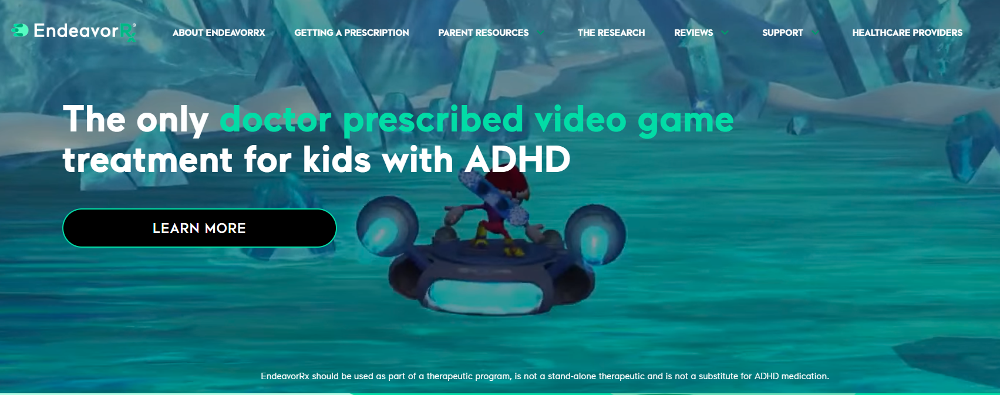 EndeavorRx®
ABOUT ENDEAVORRX
GETTING A PRESCRIPTION
PARENT RESOURCES
THE RESEARCH
REVIEWS
SUPPORT
HEALTHCARE PROVIDERS
The only doctor prescribed video game
treatment for kids with ADHD
LEARN MORE
EndeavorRx should be used as part of a therapeutic program, is not a stand-alone therapeutic and is not a substitute for ADHD medication.